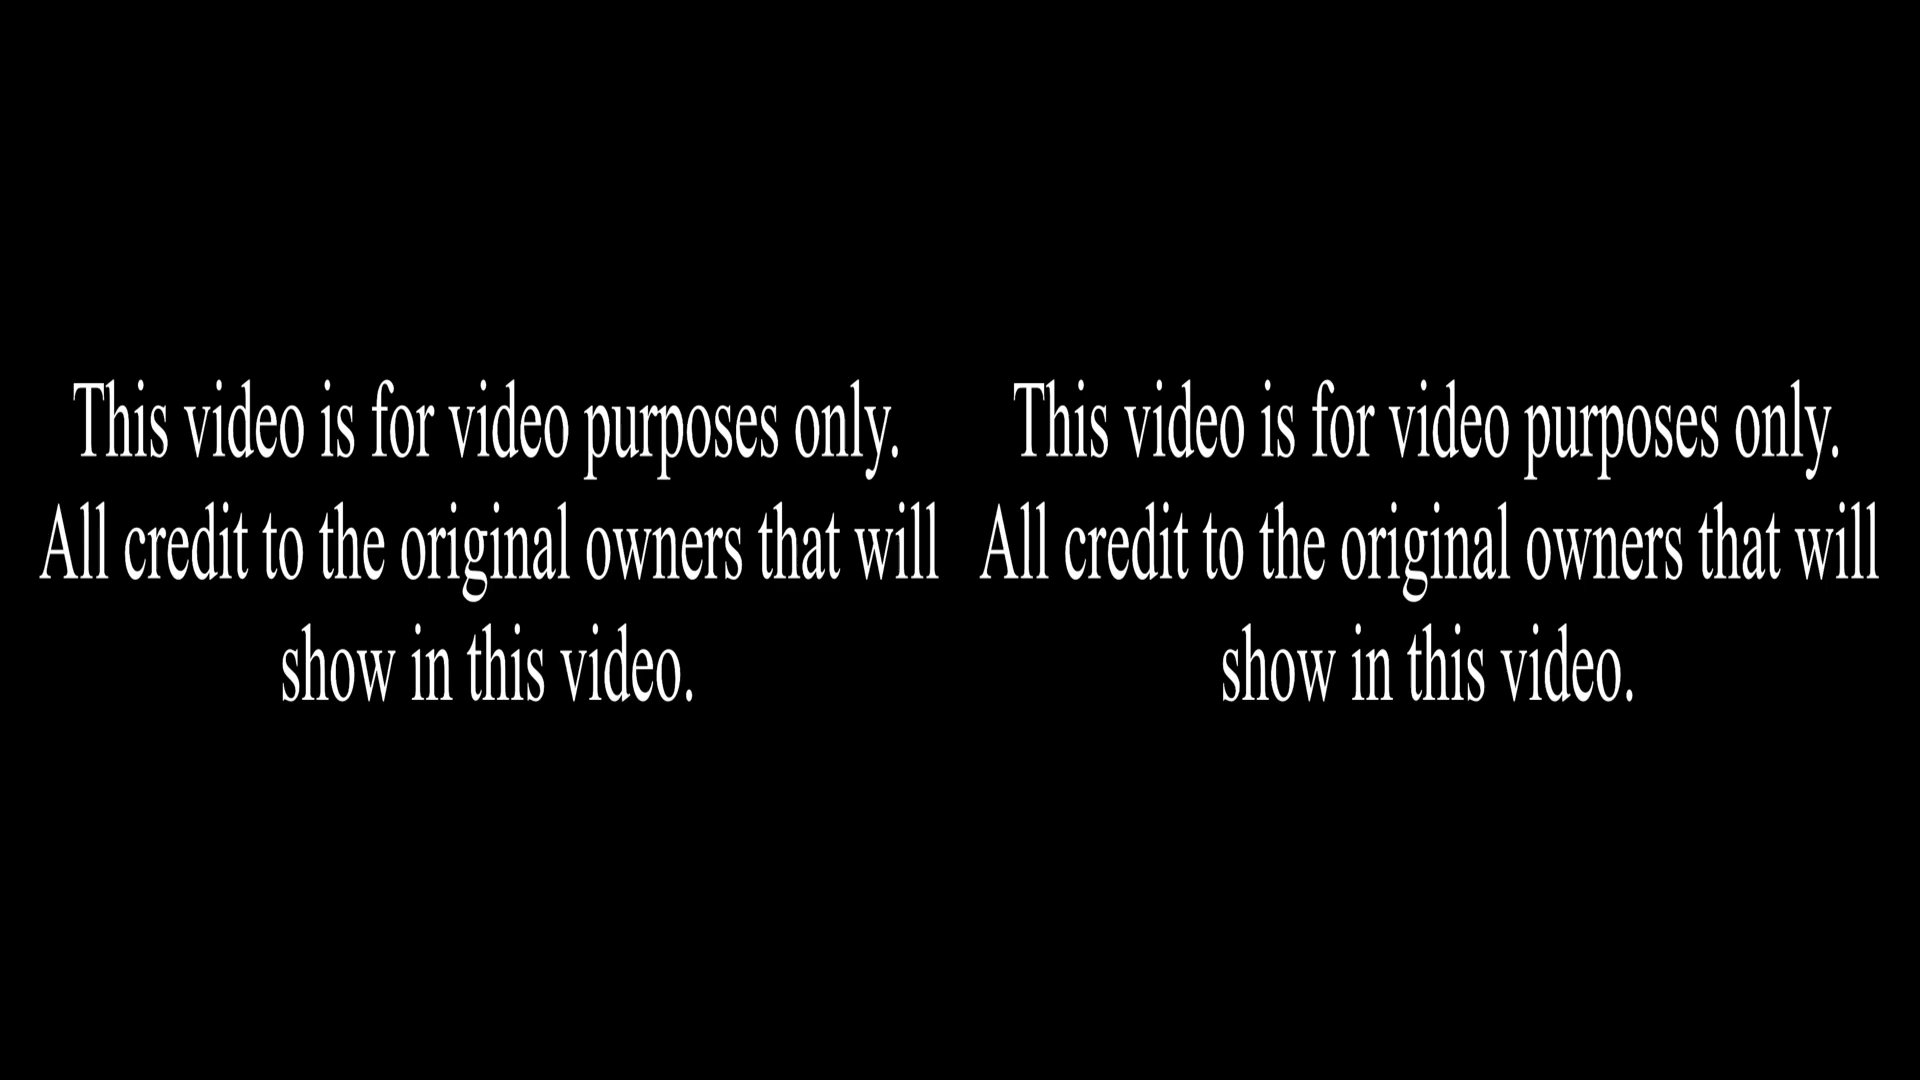 This video is for video purposes only.
All credit to the original owners that will
show in this video.
This video is for video purposes only.
All credit to the original owners that will
show in this video.